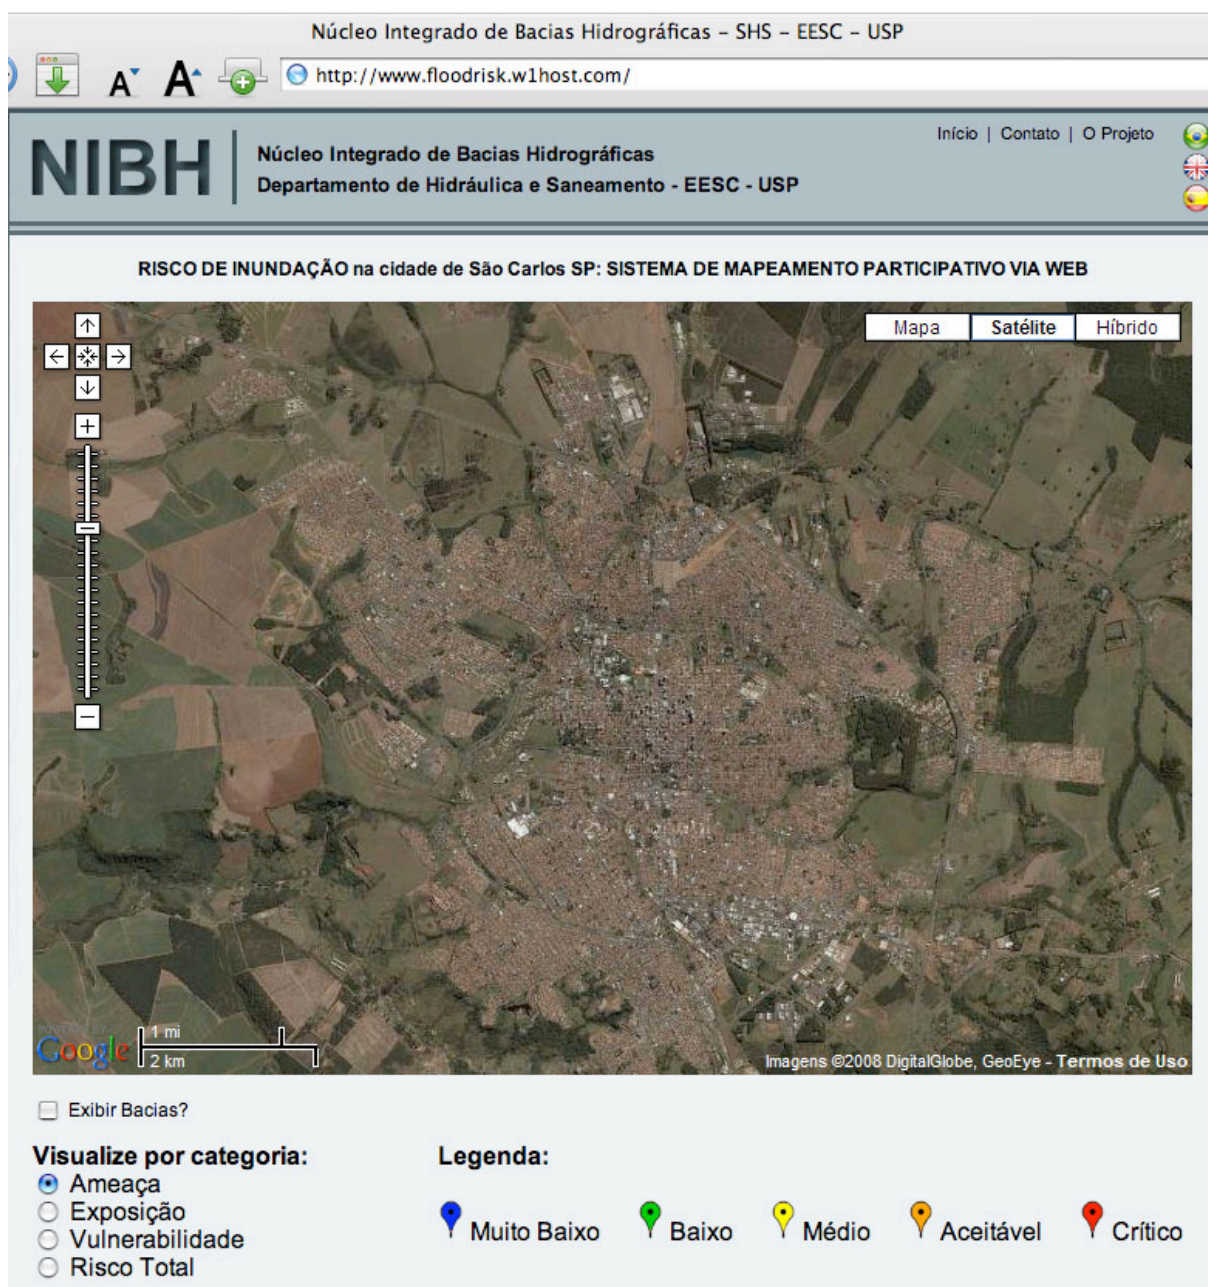 Núcleo Integrado de Bacias Hidrográficas – SHS – EESC – USP
A A http://www.floodrisk.w1host.com/
Início | Contato | O Projeto
NIBH
Núcleo Integrado de Bacias Hidrográficas
Departamento de Hidráulica e Saneamento - EESC - USP
RISCO DE INUNDAÇÃO na cidade de São Carlos SP: SISTEMA DE MAPEAMENTO PARTICIPATIVO VIA WEB
Mapa Satélite Híbrido
POWERED BY
Google
1 mi
2 km
Imagens ©2008 DigitalGlobe, GeoEye - Termos de Uso
Exibir Bacias?
Visualize por categoria:
Ameaça
Exposição
Vulnerabilidade
Risco Total
Legenda:
Muito Baixo Baixo Médio Aceitável Crítico